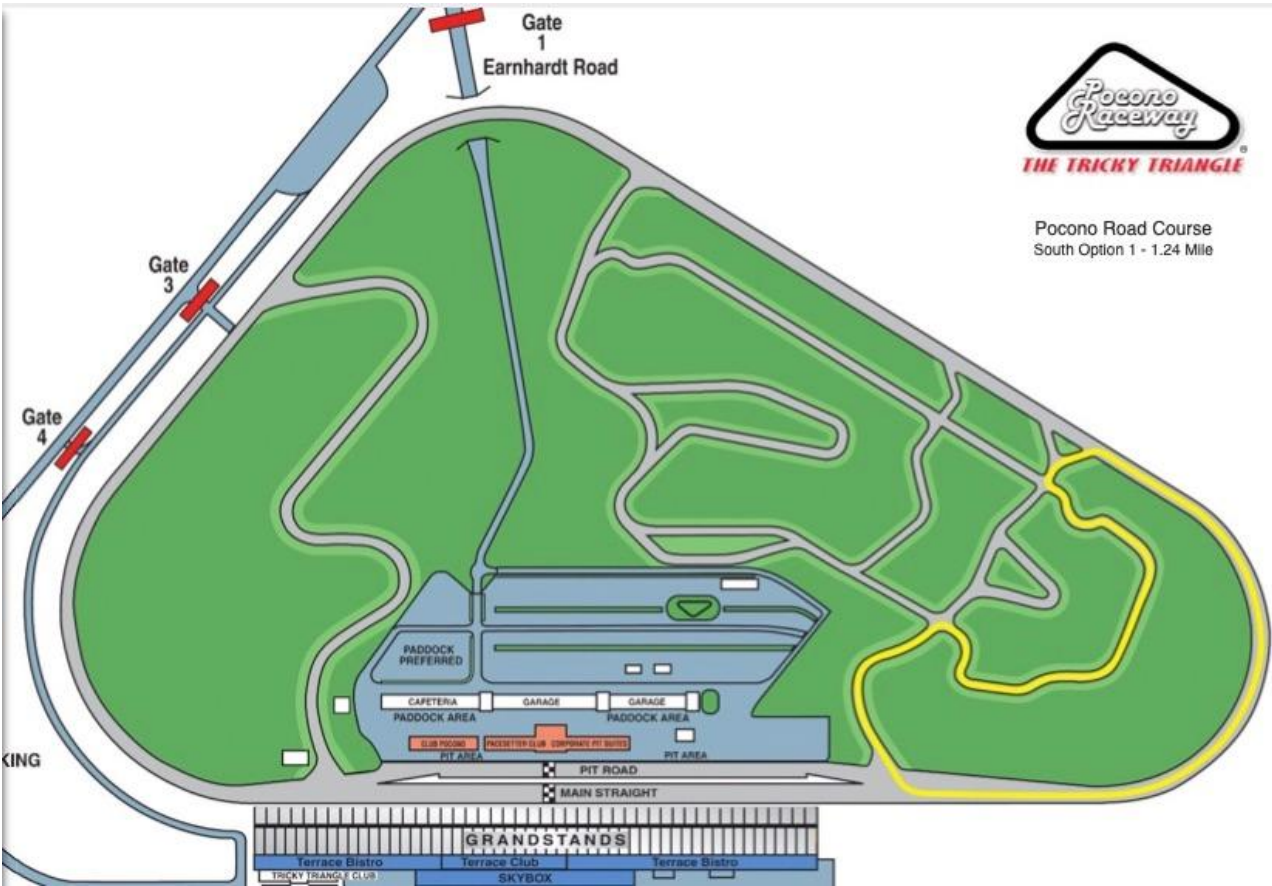 Gate
1
Earnhardt Road
Pocono
Raceway
®
THE TRICKY TRIANGLE
Pocono Road Course
South Option 1 - 1.24 Mile
Gate
3
Gate
4
PADDOCK
PREFERRED
CAFETERIA
GARAGE
GARAGE
PADDOCK AREA
PADDOCK AREA
CLUB POCONO
PACESETTER CLUB CORPORATE PIT SUITES
PIT AREA
PIT AREA
KING
PIT ROAD
MAIN STRAIGHT
GRANDSTANDS
Terrace Bistro
Terrace Club
Terrace Bistro
TRICKY TRIANGLE CLUB
SKYBOX